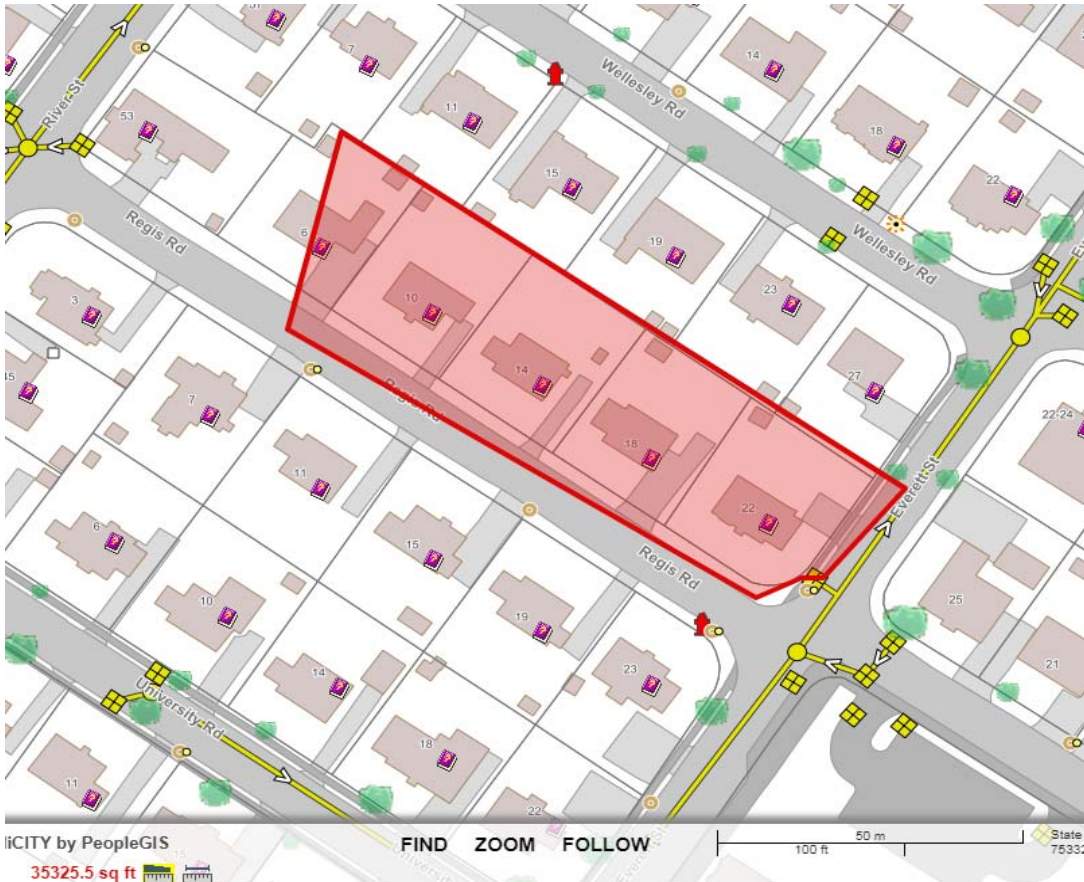 7
14
11
Wellesley Rd
River St
53
18
15
22
Regis Rd
6
19
Wellesley Rd
3
10
23
14
27
22-24
45
7
Regis Rd
18
Everett St
11
22
6
15
Regis Rd
10
19
25
23
21
14
University Rd
18
11
22
iCITY by PeopleGIS
FIND ZOOM FOLLOW
50 m
100 ft
State
75332
35325.5 sq ft